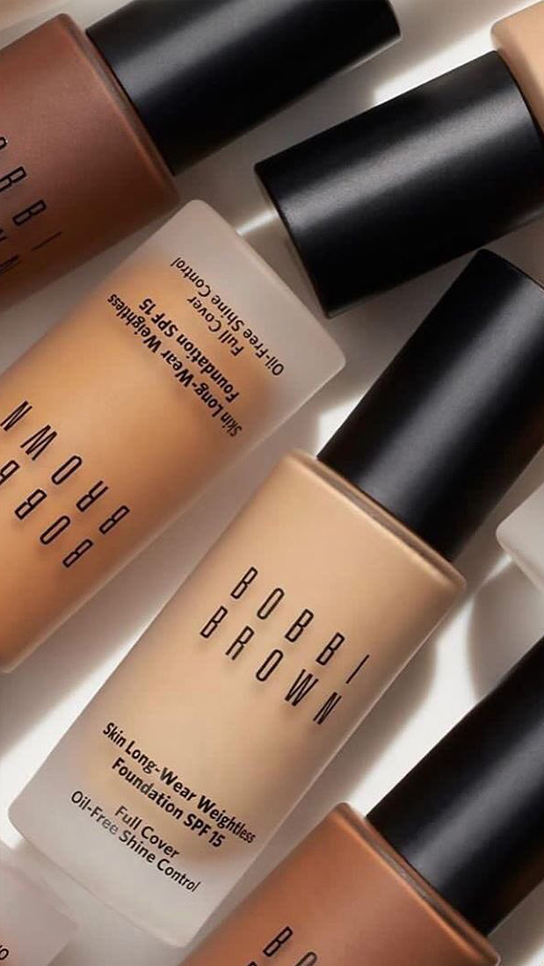 BOBBI
BROWN
Skin Long-Wear Weightless
Foundation SPF 15
Full Cover
Oil-Free Shine Control
BOBBI
BROWN
Skin Long-Wear Weightless
Foundation SPF 15
Full Cover
Oil-Free Shine Control